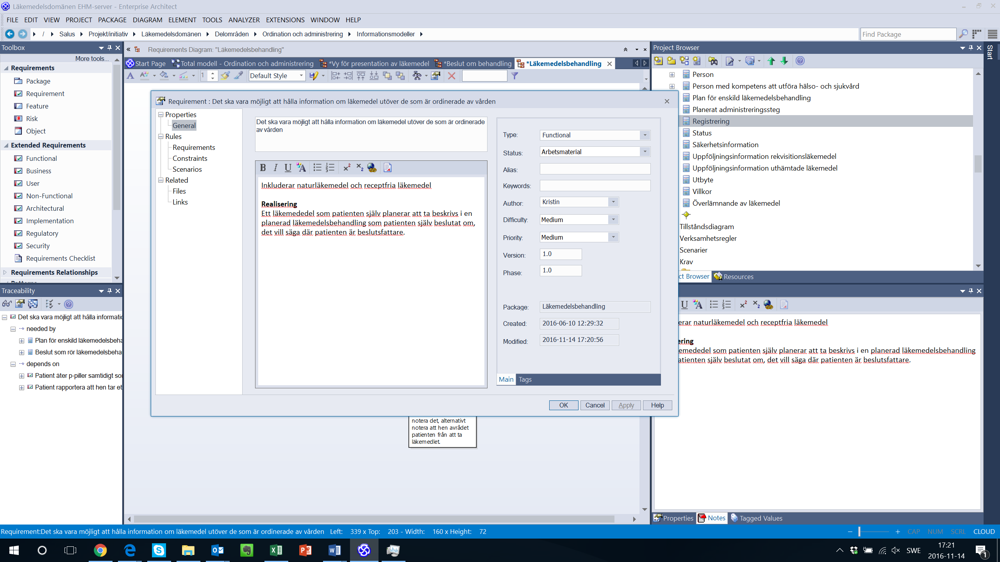 Läkemedelsdomänen EHM-server - Enterprise Architect
FILE EDIT VIEW PROJECT PACKAGE DIAGRAM ELEMENT TOOLS ANALYZER EXTENSIONS WINDOW HELP
/ Salus Projekt/initiativ Läkemedelsdomänen Delområden Ordination och administrering Informationsmodeller
Find Package
Toolbox
More tools...
Requirements
Package
Requirement
Feature
Risk
Object
Extended Requirements
Functional
Business
User
Non-Functional
Architectural
Implementation
Regulatory
Security
Requirements Checklist
Requirements Relationships
Patterns
Traceability
Det ska vara möjligt att hålla informatio
needed by
Plan för enskild läkemedelsbeha
Beslut som rör läkemedelsbeha
depends on
Patient äter p-piller samtidigt so
Patient rapportera att hen tar et
Requirements Diagram: "Läkemedelsbehandling"
Start Page Total modell - Ordination och administrering *Vy för presentation av läkemedel *Beslut om behandling *Läkemedelsbehandling
1 Default Style
Requirement : Det ska vara möjligt att hålla information om läkemedel utöver de som är ordinerade av vården
Properties
General
Rules
Requirements
Constraints
Scenarios
Related
Files
Links
Det ska vara möjligt att hålla information om läkemedel utöver de som är ordinerade
av vården
Inkluderar naturläkemedel och receptfria läkemedel
Realisering
Ett läkemededel som patienten själv planerar att ta beskrivs i en
planerad läkemedelsbehandling som patienten själv beslutat om,
det vill säga där patienten är beslutsfattare.
Type: Functional
Status: Arbetsmaterial
Alias:
Keywords:
Author: Kristin
Difficulty: Medium
Priority: Medium
Version: 1.0
Phase: 1.0
Package: Läkemedelsbehandling
Created: 2016-06-10 12:29:32
Modified: 2016-11-14 17:20:56
Main Tags
OK Cancel Apply Help
notera det, alternativt
notera att hen avrådet
patienten från att ta
läkemedlet.
Project Browser
Start
Person
Person med kompetens att utföra hälso- och sjukvård
Plan för enskild läkemedelsbehandling
Planerat administreringssteg
Registrering
Status
Säkerhetsinformation
Uppföljningsinformation rekvisitionsläkemedel
Uppföljningsinformation uthämtade läkemedel
Utbyte
Villkor
Överlämnande av läkemedel
Tillståndsdiagram
Verksamhetsregler
Scenarier
Krav
ct Browser Resources
erar naturläkemedel och receptfria läkemedel
ering
emededel som patienten själv planerar att ta beskrivs i en planerad läkemedelsbehandling
atienten själv beslutat om, det vill säga där patienten är beslutsfattare.
Properties Notes Tagged Values
Requirement:Det ska vara möjligt att hålla information om läkemedel utöver de som är ordinerade av vården Left: 339 x Top: 203 - Width: 160 x Height: 72
CAP NUM SCRL CLOUD
SWE
17:21
2016-11-14
1